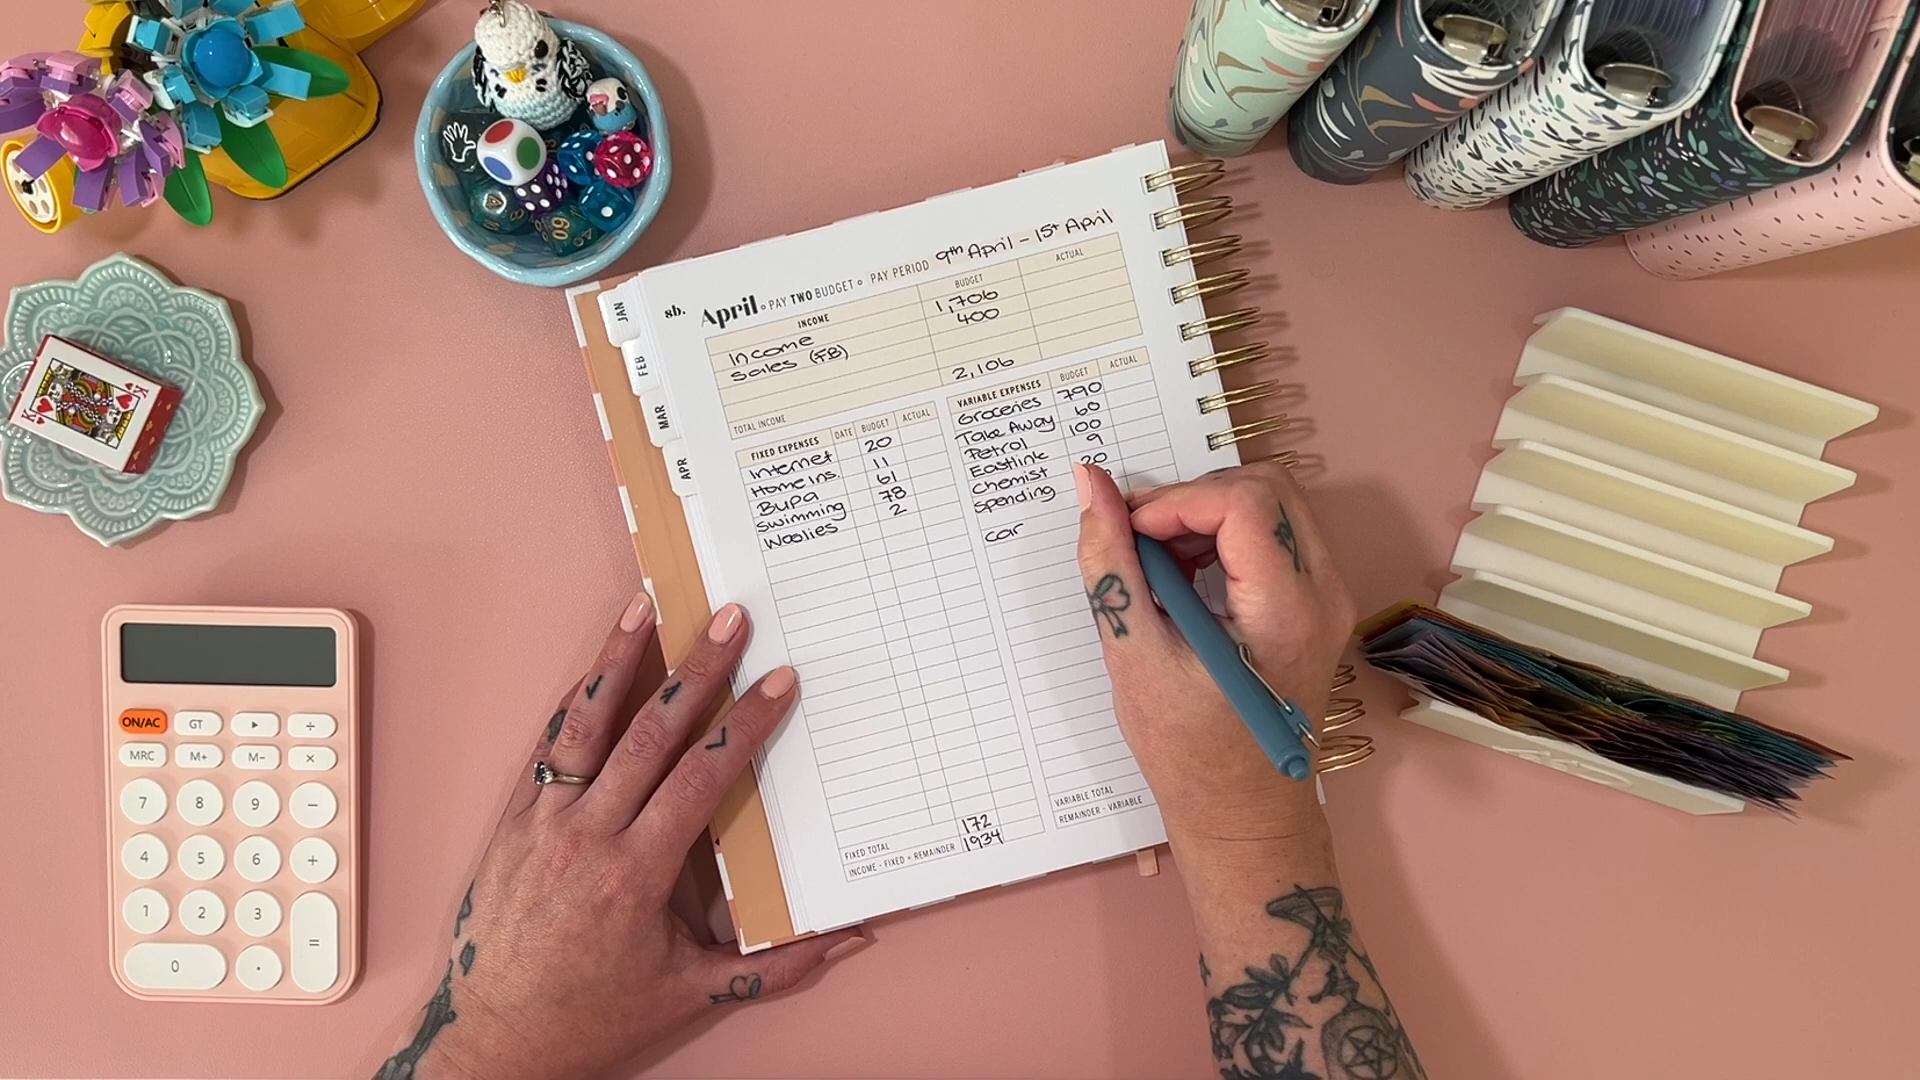 JAN
FEB
MAR
APR
sb. April • PAY TWO BUDGET • PAY PERIOD 9th April - 15th April
INCOME BUDGET ACTUAL
Income 1,706
Sales (FB) 400
TOTAL INCOME 2,106
FIXED EXPENSES DATE BUDGET ACTUAL
Internet 20
Home Ins. 11
Bupa 61
Swimming 78
Woolies 2
FIXED TOTAL 172
INCOME - FIXED = REMAINDER 1934
VARIABLE EXPENSES BUDGET ACTUAL
Groceries 790
Take Away 60
Petrol 100
Eastlink 9
Chemist 20
Spending
car
VARIABLE TOTAL
REMAINDER - VARIABLE
K
K
60
8
ON/AC GT ÷
MRC M+ M− ×
7 8 9 −
4 5 6 +
1 2 3
0 . =